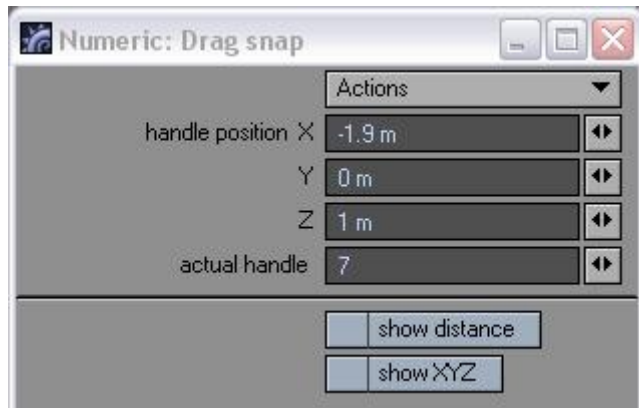 Numeric: Drag snap
Actions
handle position X -1.9 m
Y 0 m
Z 1 m
actual handle 7
show distance
show XYZ